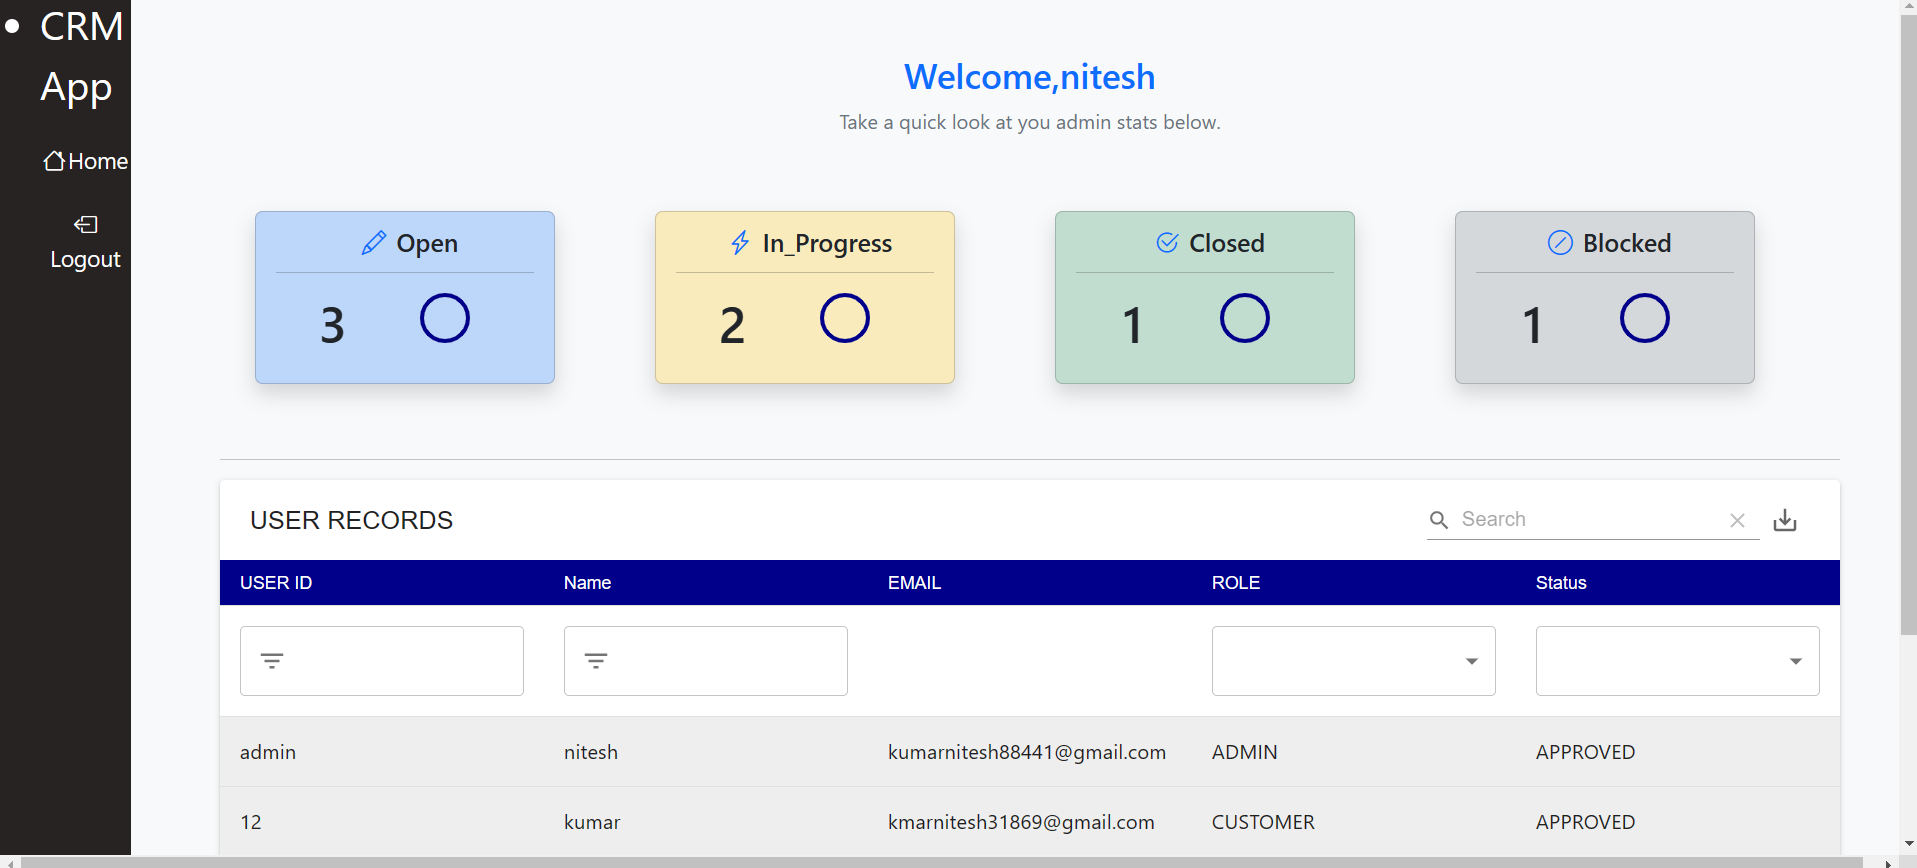 CRM
App
Home
Logout
Welcome,nitesh
Take a quick look at you admin stats below.
Open
3
In_Progress
2
Closed
1
Blocked
1
USER RECORDS
Search
USER ID Name EMAIL ROLE Status
admin nitesh kumarnitesh88441@gmail.com ADMIN APPROVED
12 kumar kmarnitesh31869@gmail.com CUSTOMER APPROVED